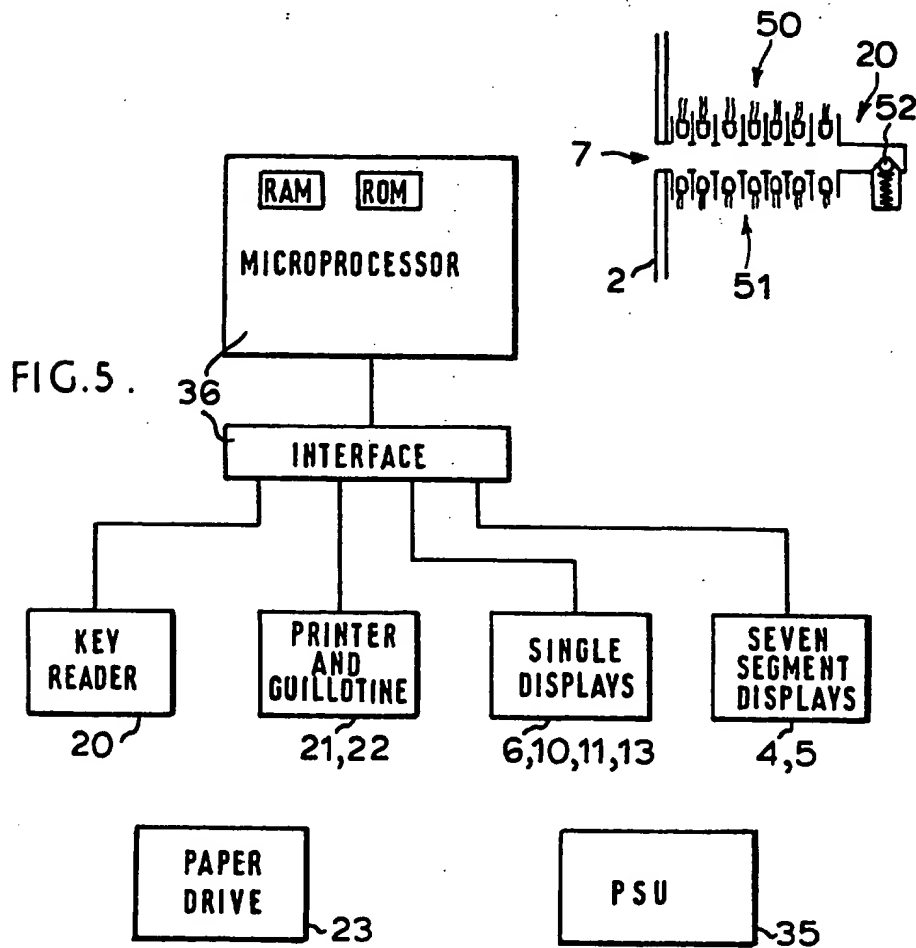 50
20
52
7
2
51
RAM ROM
MICROPROCESSOR
FIG.5.
36
INTERFACE
KEY
READER
20
PRINTER
AND
GUILLOTINE
21,22
SINGLE
DISPLAYS
6,10,11,13
SEVEN
SEGMENT
DISPLAYS
4,5
PAPER
DRIVE
23
PSU
35